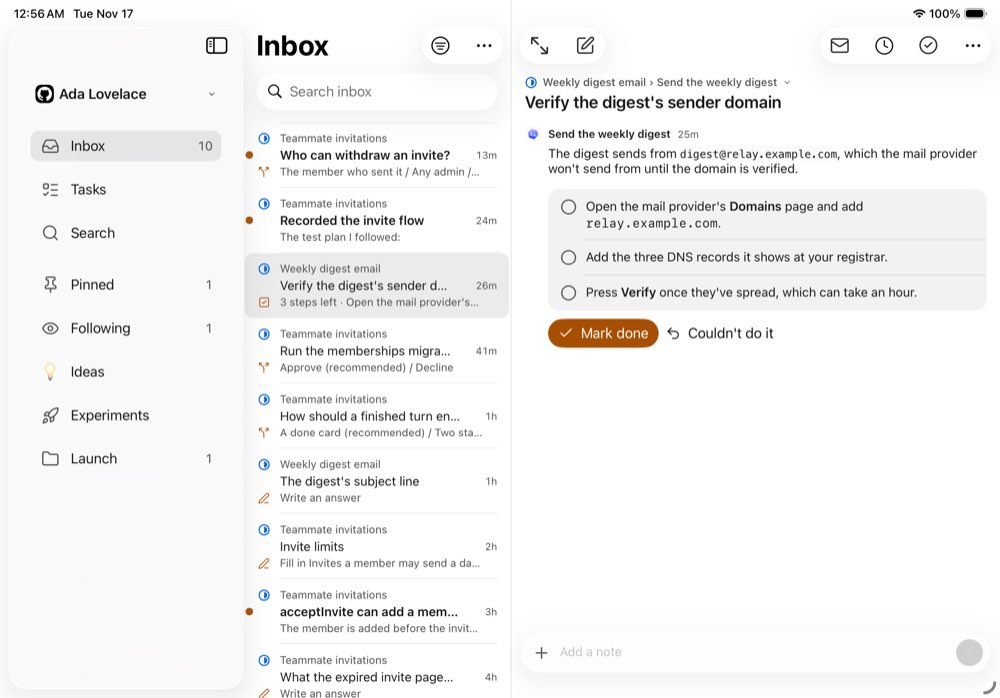 12:56 AM Tue Nov 17
100%
Ada Lovelace
Inbox 10
Tasks
Search
Pinned 1
Following 1
Ideas
Experiments
Launch 1
Inbox
Search inbox
Teammate invitations
Who can withdraw an invite? 13m
The member who sent it / Any admin /...
Teammate invitations
Recorded the invite flow 24m
The test plan I followed:
Weekly digest email
Verify the digest's sender d... 26m
3 steps left · Open the mail provider's...
Teammate invitations
Run the memberships migra... 41m
Approve (recommended) / Decline
Teammate invitations
How should a finished turn en... 1h
A done card (recommended) / Two sta...
Weekly digest email
The digest's subject line 1h
Write an answer
Teammate invitations
Invite limits 2h
Fill in Invites a member may send a da...
Teammate invitations
acceptInvite can add a mem... 3h
The member is added before the invit...
Teammate invitations
What the expired invite page... 4h
Write an answer
Weekly digest email › Send the weekly digest
Verify the digest's sender domain
Send the weekly digest 25m
The digest sends from digest@relay.example.com, which the mail provider
won't send from until the domain is verified.
Open the mail provider's Domains page and add
relay.example.com.
Add the three DNS records it shows at your registrar.
Press Verify once they've spread, which can take an hour.
Mark done
Couldn't do it
Add a note